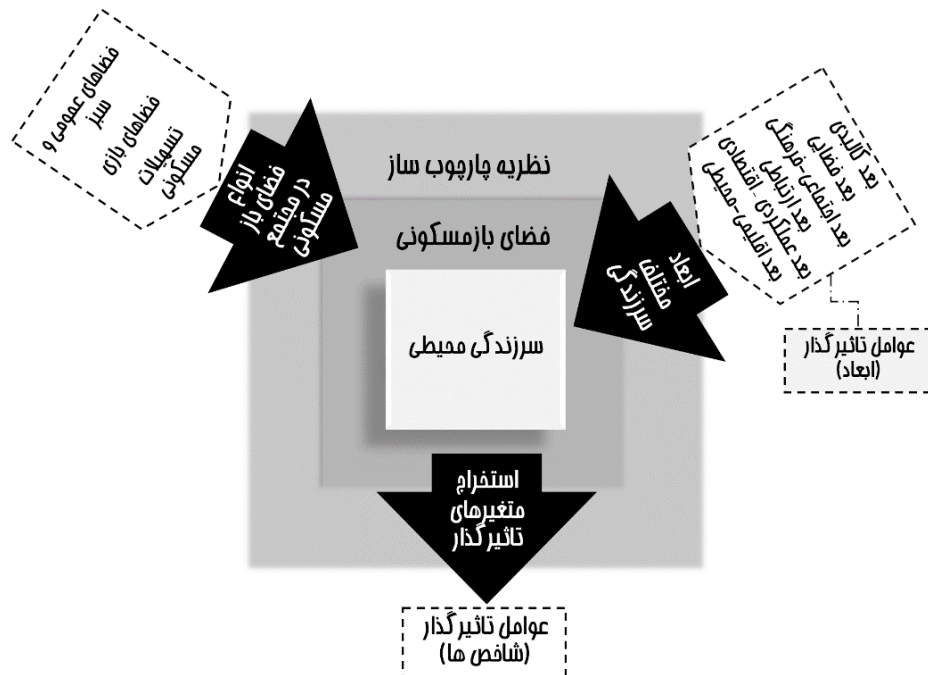 فضاهای عمومی و
سبز
فضاهای بازی
تسهیلات
مسکونی
انواع
فضای باز
در مجتمع
مسکونی
نظریه چارچوب ساز
فضای بازمسکونی
سرزندگی محیطی
بعد کالبدی
بعد فضایی
بعد اجتماعی-فرهنگی
بعد ارتباطی
بعد عملکردی-اقتصادی
بعد اقلیمی-محیطی
ابعاد
مختلف
سرزندگی
عوامل تاثیرگذار
(ابعاد)
استخراج
متغیرهای
تاثیرگذار
عوامل تاثیرگذار
(شاخص ها)